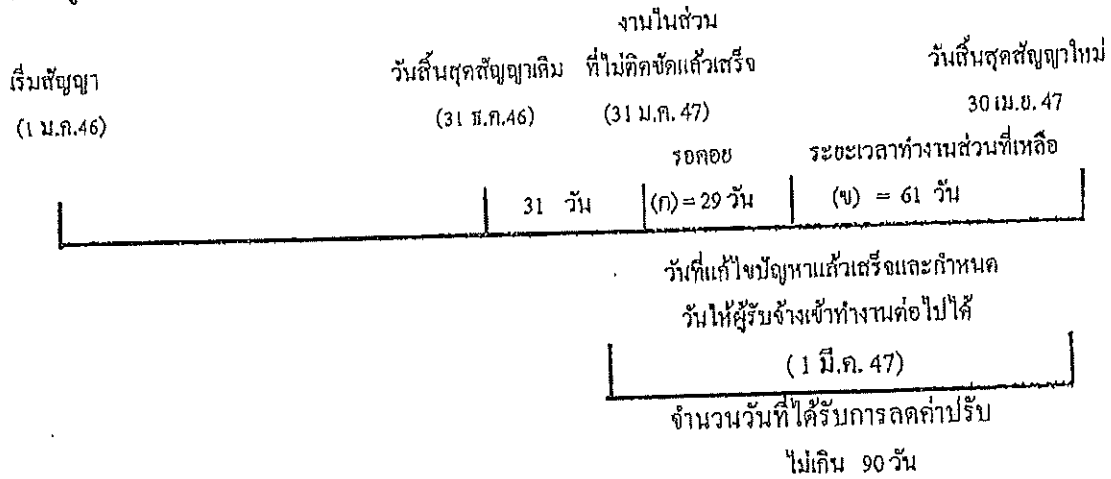 งานในส่วน
เริ่มสัญญา วันสิ้นสุดสัญญาเดิม ที่ไม่ติดขัดแล้วเสร็จ วันสิ้นสุดสัญญาใหม่
(1 ม.ค.46) (31 ธ.ค.46) (31 ม.ค. 47) 30 เม.ย. 47
รอคอย ระยะเวลาทำงานส่วนที่เหลือ
31 วัน (ก) = 29 วัน (ข) = 61 วัน
วันที่แก้ไขปัญหาแล้วเสร็จและกำหนด
วันให้ผู้รับจ้างเข้าทำงานต่อไปได้
(1 มี.ค. 47)
จำนวนวันที่ได้รับการลดค่าปรับ
ไม่เกิน 90 วัน